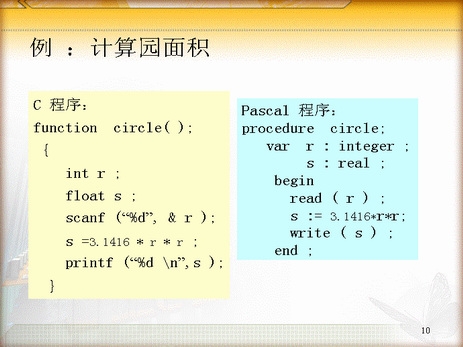 例 ：计算园面积
C 程序：
function circle( );
{
int r ;
float s ;
scanf (“%d”, & r );
s =3.1416 * r * r ;
printf (“%d \n”,s );
}
Pascal 程序：
procedure circle;
var r : integer ;
s : real ;
begin
read ( r ) ;
s := 3.1416*r*r;
write ( s ) ;
end ;
10